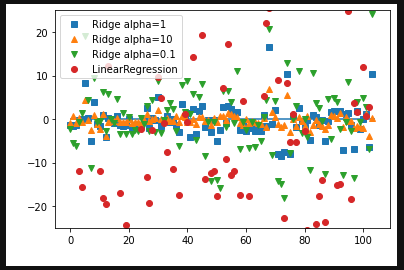 Ridge alpha=1
Ridge alpha=10
Ridge alpha=0.1
LinearRegression
20
10
0
−10
−20
0 20 40 60 80 100